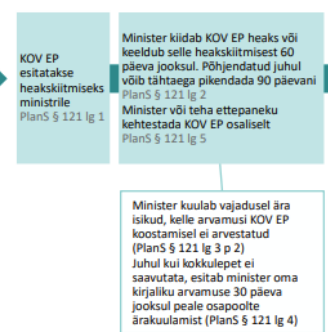 KOV EP
esitatakse
heakskiitmiseks
ministrile
PlanS § 121 lg 1
Minister kiidab KOV EP heaks või
keeldub selle heakskiitmisest 60
päeva jooksul. Põhjendatud juhul
võib tähtaega pikendada 90 päevani
PlanS § 121 lg 2
Minister või teha ettepaneku
kehtestada KOV EP osaliselt
PlanS § 121 lg 5
Minister kuulab vajadusel ära
isikud, kelle arvamusi KOV EP
koostamisel ei arvestatud
(PlanS § 121 lg 3 p 2)
Juhul kui kokkulepet ei
saavutata, esitab minister oma
kirjaliku arvamuse 30 päeva
jooksul peale osapoolte
ärakuulamist (PlanS § 121 lg 4)